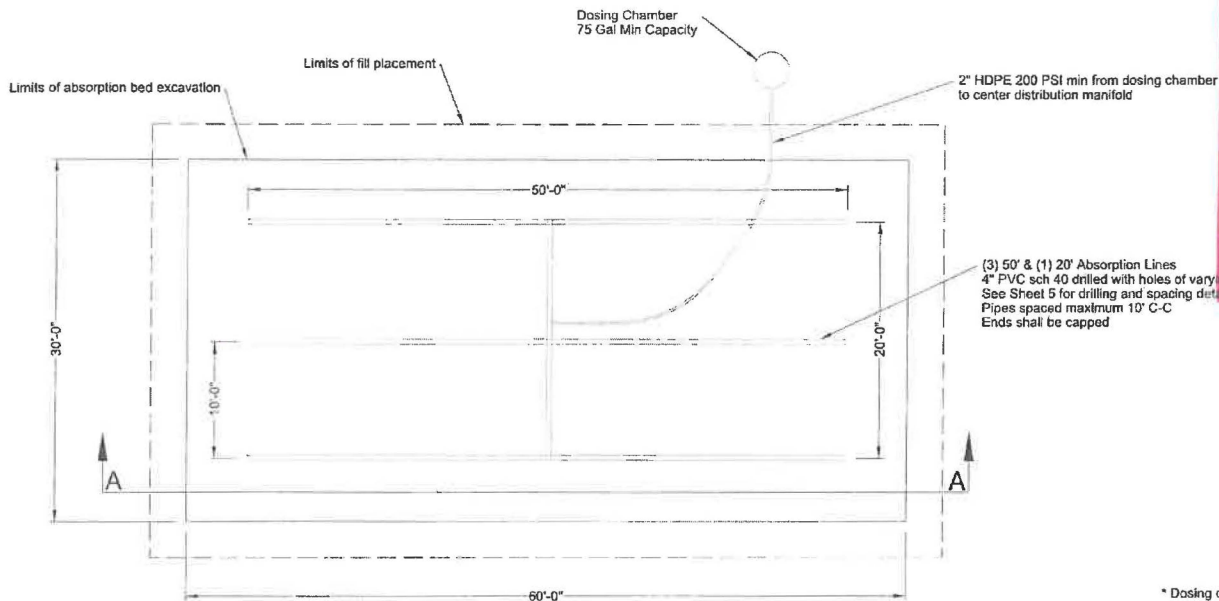 Dosing Chamber
75 Gal Min Capacity
Limits of fill placement
Limits of absorption bed excavation
2" HDPE 200 PSI min from dosing chamber
to center distribution manifold
50'-0"
(3) 50' & (1) 20' Absorption Lines
4" PVC sch 40 drilled with holes of
See Sheet 5 for drilling and spacing
Pipes spaced maximum 10' C-C
Ends shall be capped
30'-0"
20'-0"
10'-0"
A
A
60'-0"
* Dosing